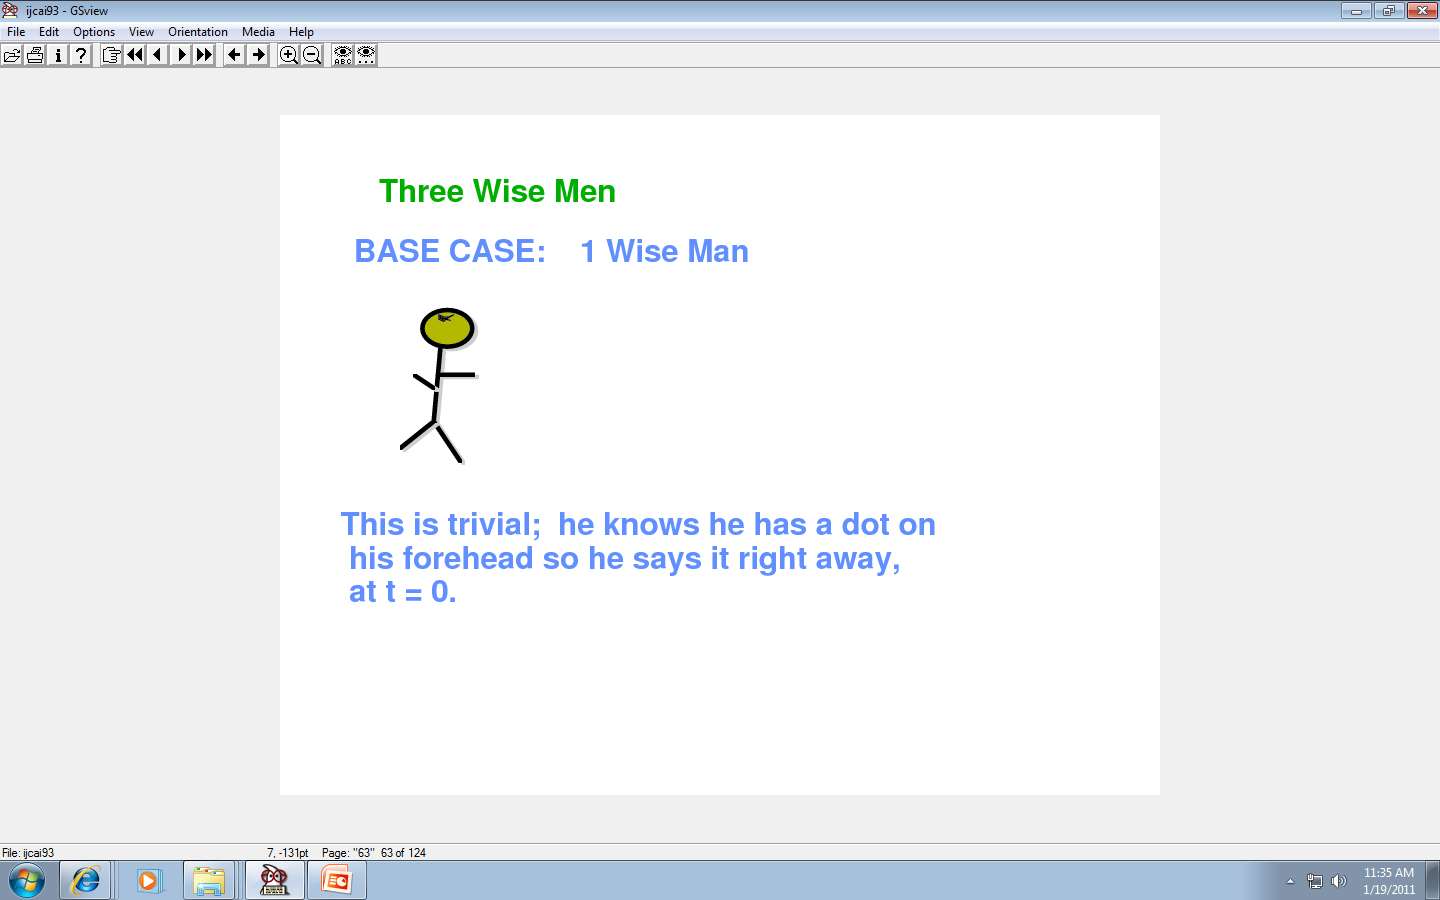 ijcai93 - GSview
File Edit Options View Orientation Media Help
i ?
ABC
Three Wise Men
BASE CASE: 1 Wise Man
This is trivial; he knows he has a dot on
his forehead so he says it right away,
at t = 0.
File: ijcai93 7, -131pt Page: "63" 63 of 124
11:35 AM
1/19/2011